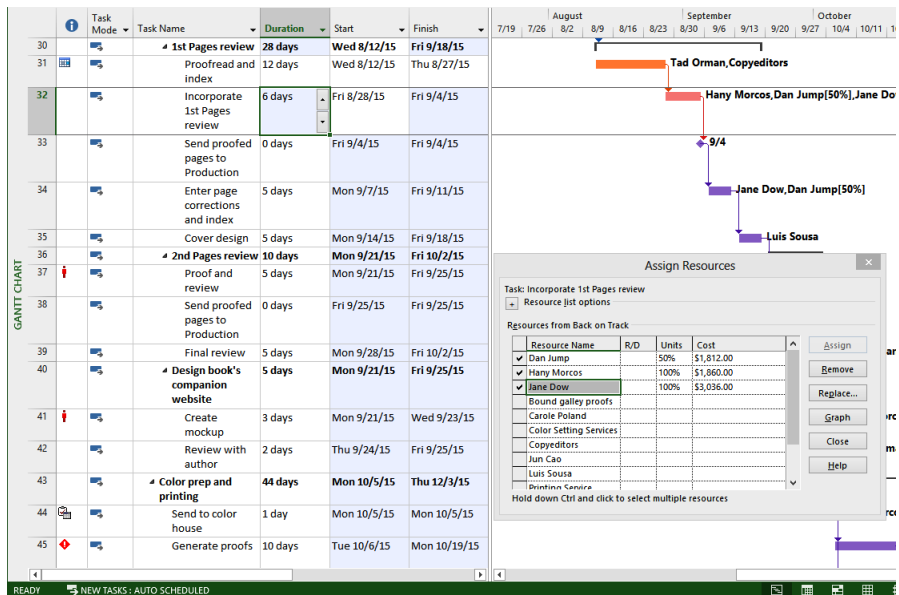 Task
Mode
Task Name
Duration
Start
Finish
August
September
October
7/19 7/26 8/2 8/9 8/16 8/23 8/30 9/6 9/13 9/20 9/27 10/4 10/11
30 1st Pages review 28 days Wed 8/12/15 Fri 9/18/15
31 Proofread and 12 days Wed 8/12/15 Thu 8/27/15 Tad Orman,Copyeditors
index
32 Incorporate 6 days Fri 8/28/15 Fri 9/4/15 Hany Morcos,Dan Jump[50%],Jane Do
1st Pages
review
33 Send proofed 0 days Fri 9/4/15 Fri 9/4/15 9/4
pages to
Production
34 Enter page 5 days Mon 9/7/15 Fri 9/11/15 Jane Dow,Dan Jump[50%]
corrections
and index
35 Cover design 5 days Mon 9/14/15 Fri 9/18/15 Luis Sousa
36 2nd Pages review 10 days Mon 9/21/15 Fri 10/2/15
37 Proof and 5 days Mon 9/21/15 Fri 9/25/15
review
38 Send proofed 0 days Fri 9/25/15 Fri 9/25/15
pages to
Production
39 Final review 5 days Mon 9/28/15 Fri 10/2/15
40 Design book's 5 days Mon 9/21/15 Fri 9/25/15
companion
website
41 Create 3 days Mon 9/21/15 Wed 9/23/15
mockup
42 Review with 2 days Thu 9/24/15 Fri 9/25/15
author
43 Color prep and 44 days Mon 10/5/15 Thu 12/3/15
printing
44 Send to color 1 day Mon 10/5/15 Mon 10/5/15
house
45 Generate proofs 10 days Tue 10/6/15 Mon 10/19/15
GANTT CHART
Assign Resources
Task: Incorporate 1st Pages review
+ Resource list options
Resources from Back on Track
Resource Name R/D Units Cost
Dan Jump 50% $1,812.00
Hany Morcos 100% $1,860.00
Jane Dow 100% $3,036.00
Bound galley proofs
Carole Poland
Color Setting Services
Copyeditors
Jun Cao
Luis Sousa
Printing Service
Assign
Remove
Replace...
Graph
Close
Help
Hold down Ctrl and click to select multiple resources
READY NEW TASKS : AUTO SCHEDULED